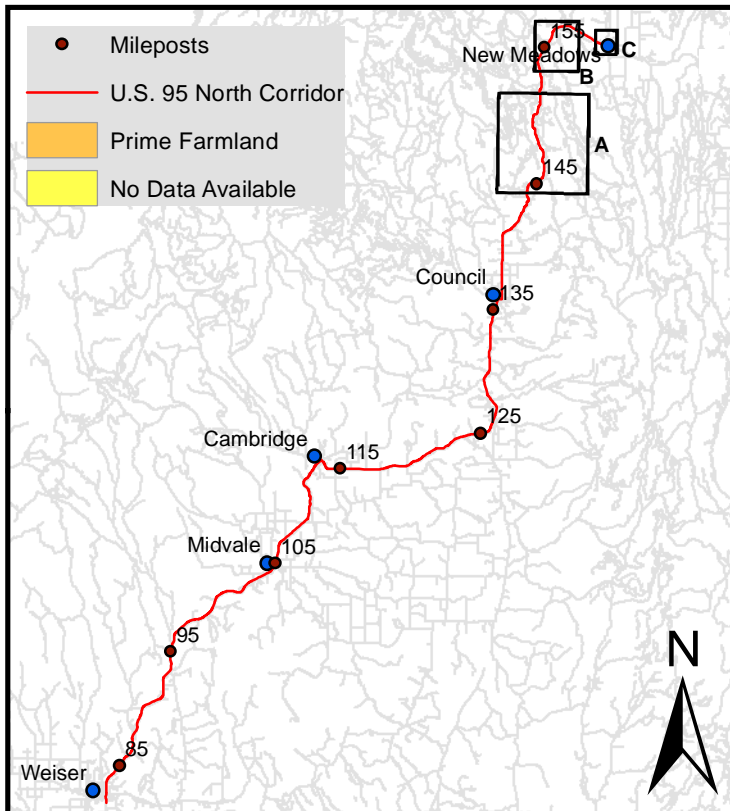 Mileposts
U.S. 95 North Corridor
Prime Farmland
No Data Available
155
New Meadows
C
B
A
145
Council
135
125
Cambridge
115
Midvale
105
95
N
85
Weiser